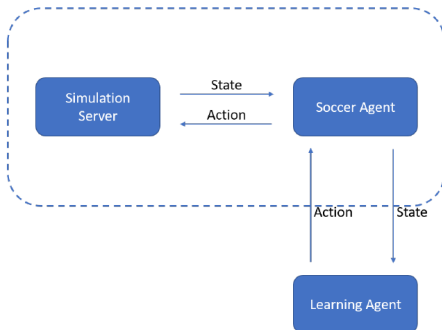 State
Simulation
Server
Soccer Agent
Action
Action
State
Learning Agent